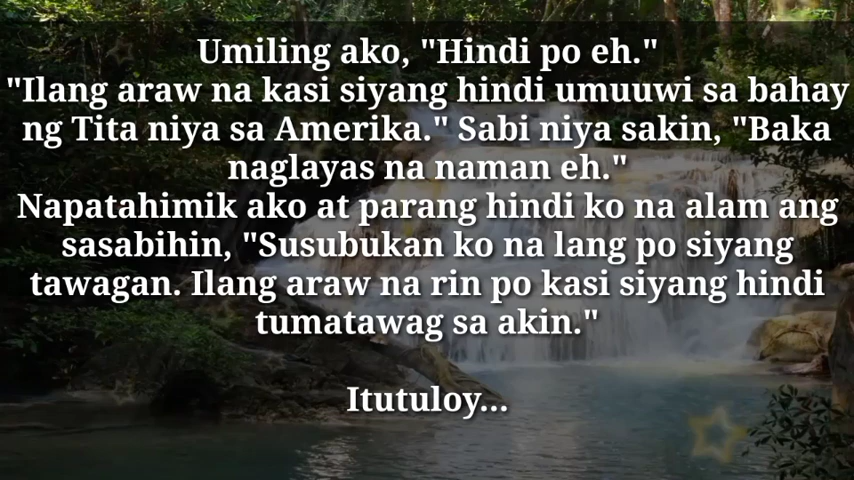 Umiling ako, "Hindi po eh."
"Ilang araw na kasi siyang hindi umuuwi sa bahay
ng Tita niya sa Amerika." Sabi niya sakin, "Baka
naglayas na naman eh."
Napatahimik ako at parang hindi ko na alam ang
sasabihin, "Susubukan ko na lang po siyang
tawagan. Ilang araw na rin po kasi siyang hindi
tumatawag sa akin."
Itutuloy...